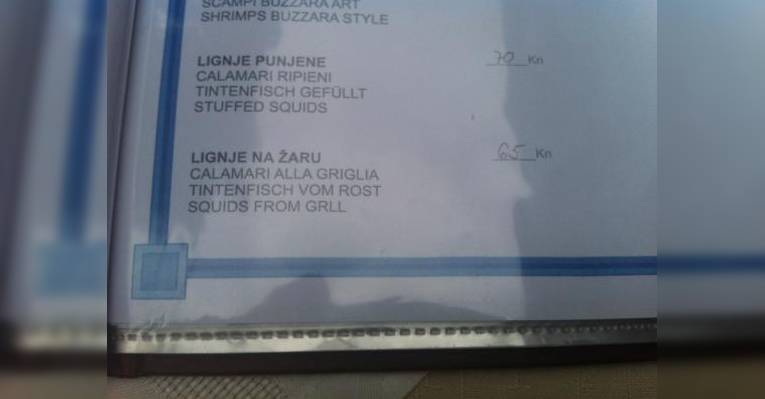 SCAMPI BUZZARA ART
SHRIMPS BUZZARA STYLE
LIGNJE PUNJENE 70 Kn
CALAMARI RIPIENI
TINTENFISCH GEFÜLLT
STUFFED SQUIDS
LIGNJE NA ŽARU 65 Kn
CALAMARI ALLA GRIGLIA
TINTENFISCH VOM ROST
SQUIDS FROM GRLL